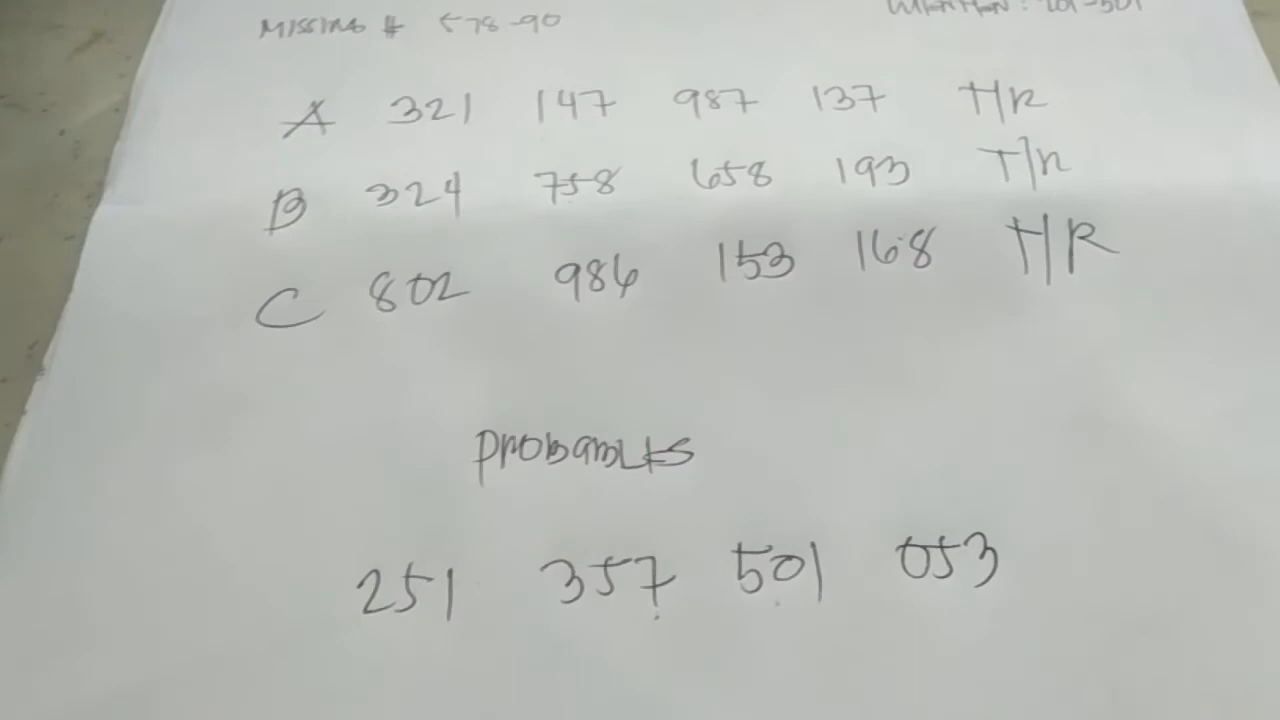 MISSING # 578-90
A 321 147 987 137 T/R
B 324 758 658 193 T/R
C 802 986 153 168 T/R
PROBABLES
251 357 501 053